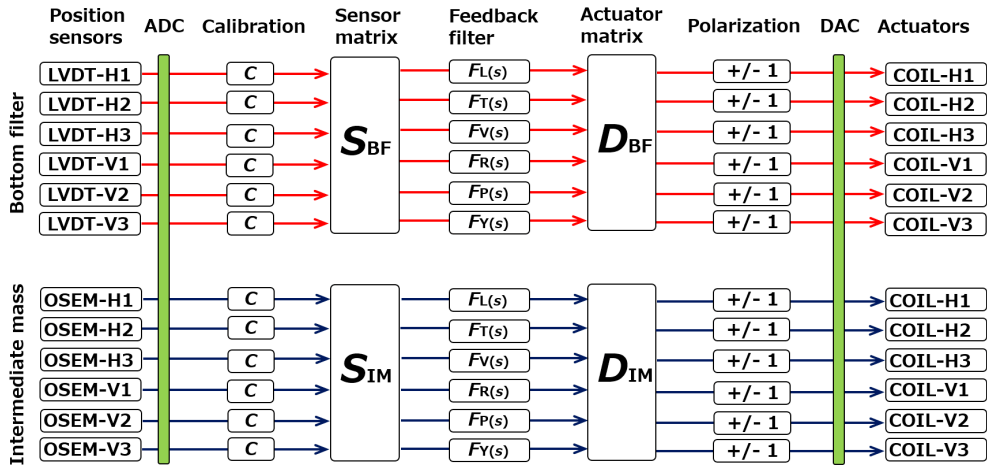 Position sensors
ADC
Calibration
Sensor matrix
Feedback filter
Actuator matrix
Polarization
DAC
Actuators
Bottom filter
LVDT-H1 C FL(s) +/- 1 COIL-H1
LVDT-H2 C FT(s) +/- 1 COIL-H2
LVDT-H3 C FV(s) +/- 1 COIL-H3
SBF DBF
LVDT-V1 C FR(s) +/- 1 COIL-V1
LVDT-V2 C FP(s) +/- 1 COIL-V2
LVDT-V3 C FY(s) +/- 1 COIL-V3
Intermediate mass
OSEM-H1 C FL(s) +/- 1 COIL-H1
OSEM-H2 C FT(s) +/- 1 COIL-H2
OSEM-H3 C FV(s) +/- 1 COIL-H3
SIM DIM
OSEM-V1 C FR(s) +/- 1 COIL-V1
OSEM-V2 C FP(s) +/- 1 COIL-V2
OSEM-V3 C FY(s) +/- 1 COIL-V3